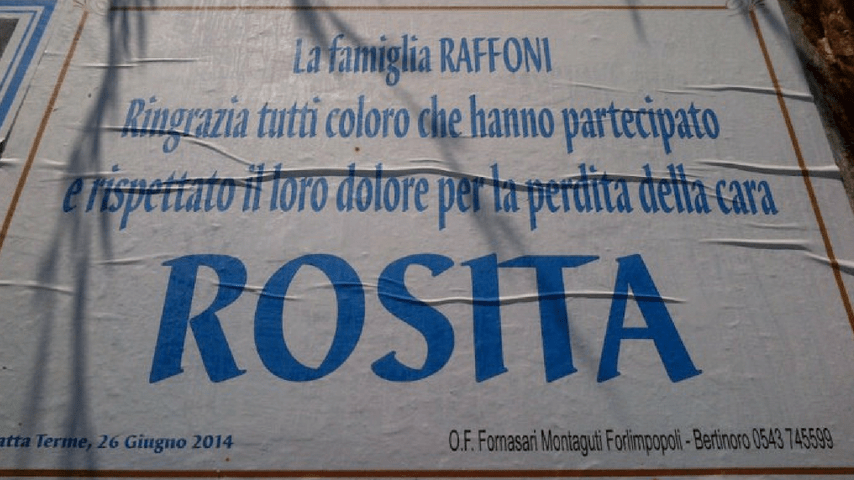 La famiglia RAFFONI
Ringrazia tutti coloro che hanno partecipato
e rispettato il loro dolore per la perdita della cara
ROSITA
Terme, 26 Giugno 2014
O.F. Fornasari Montaguti Forlimpopoli - Bertinoro 0543 745599